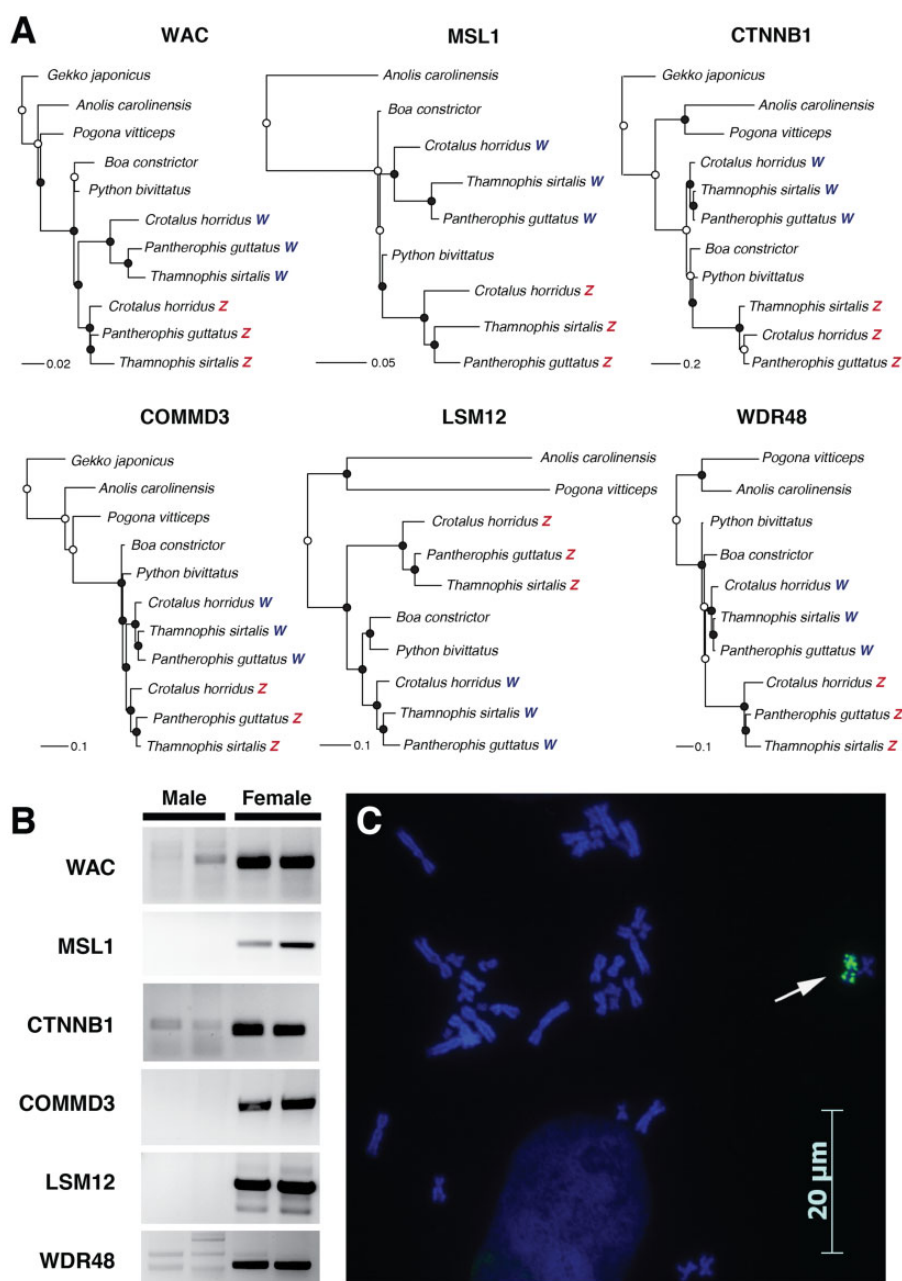 A
WAC
Gekko japonicus
Anolis carolinensis
Pogona vitticeps
Boa constrictor
Python bivittatus
Crotalus horridus W
Pantherophis guttatus W
Thamnophis sirtalis W
Crotalus horridus Z
Pantherophis guttatus Z
Thamnophis sirtalis Z
0.02
MSL1
Anolis carolinensis
Boa constrictor
Crotalus horridus W
Thamnophis sirtalis W
Pantherophis guttatus W
Python bivittatus
Crotalus horridus Z
Thamnophis sirtalis Z
Pantherophis guttatus Z
0.05
CTNNB1
Gekko japonicus
Anolis carolinensis
Pogona vitticeps
Crotalus horridus W
Thamnophis sirtalis W
Pantherophis guttatus W
Boa constrictor
Python bivittatus
Thamnophis sirtalis Z
Crotalus horridus Z
Pantherophis guttatus Z
0.2
COMMD3
Gekko japonicus
Anolis carolinensis
Pogona vitticeps
Boa constrictor
Python bivittatus
Crotalus horridus W
Thamnophis sirtalis W
Pantherophis guttatus W
Crotalus horridus Z
Pantherophis guttatus Z
Thamnophis sirtalis Z
0.1
LSM12
Anolis carolinensis
Pogona vitticeps
Crotalus horridus Z
Pantherophis guttatus Z
Thamnophis sirtalis Z
Boa constrictor
Python bivittatus
Crotalus horridus W
Thamnophis sirtalis W
Pantherophis guttatus W
0.1
WDR48
Pogona vitticeps
Anolis carolinensis
Python bivittatus
Boa constrictor
Crotalus horridus W
Thamnophis sirtalis W
Pantherophis guttatus W
Crotalus horridus Z
Pantherophis guttatus Z
Thamnophis sirtalis Z
0.1
B
Male Female
WAC
MSL1
CTNNB1
COMMD3
LSM12
WDR48
C
20 µm